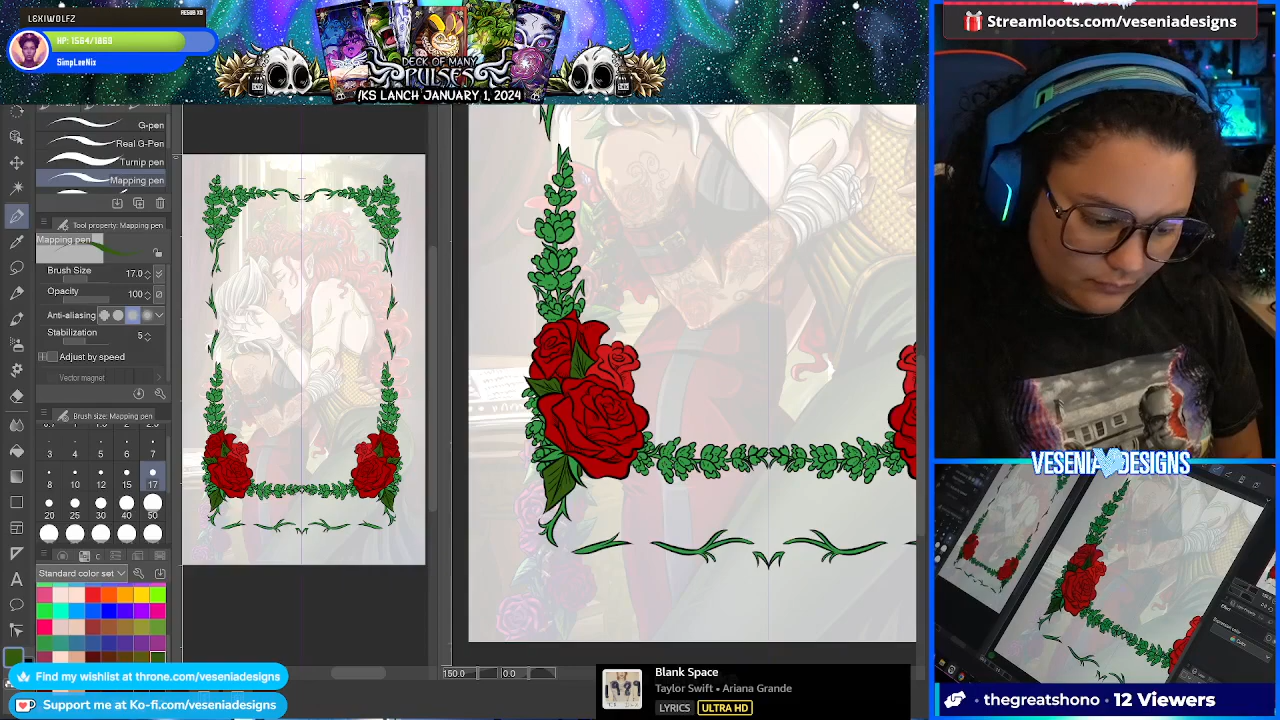 LEXIWOLFZ
HP: 1564/1869
SimpLeeNix
DECK OF MANY
PULSES
!KS LANCH JANUARY 1, 2024
Streamloots.com/veseniadesigns
G-pen
Real G-Pen
Turnip pen
Mapping pen
Tool property: Mapping pen
Mapping pen
Brush Size 17.0
Opacity 100
Anti-aliasing
Stabilization 5
Adjust by speed
Vector magnet
Brush size: Mapping pen
3 4 5 6 7
8 10 12 15 17
20 25 30 40 50
Standard color set
150.0 0.0
Find my wishlist at throne.com/veseniadesigns
Support me at Ko-fi.com/veseniadesigns
Blank Space
Taylor Swift • Ariana Grande
LYRICS ULTRA HD
VESENIA DESIGNS
thegreatshono • 12 Viewers